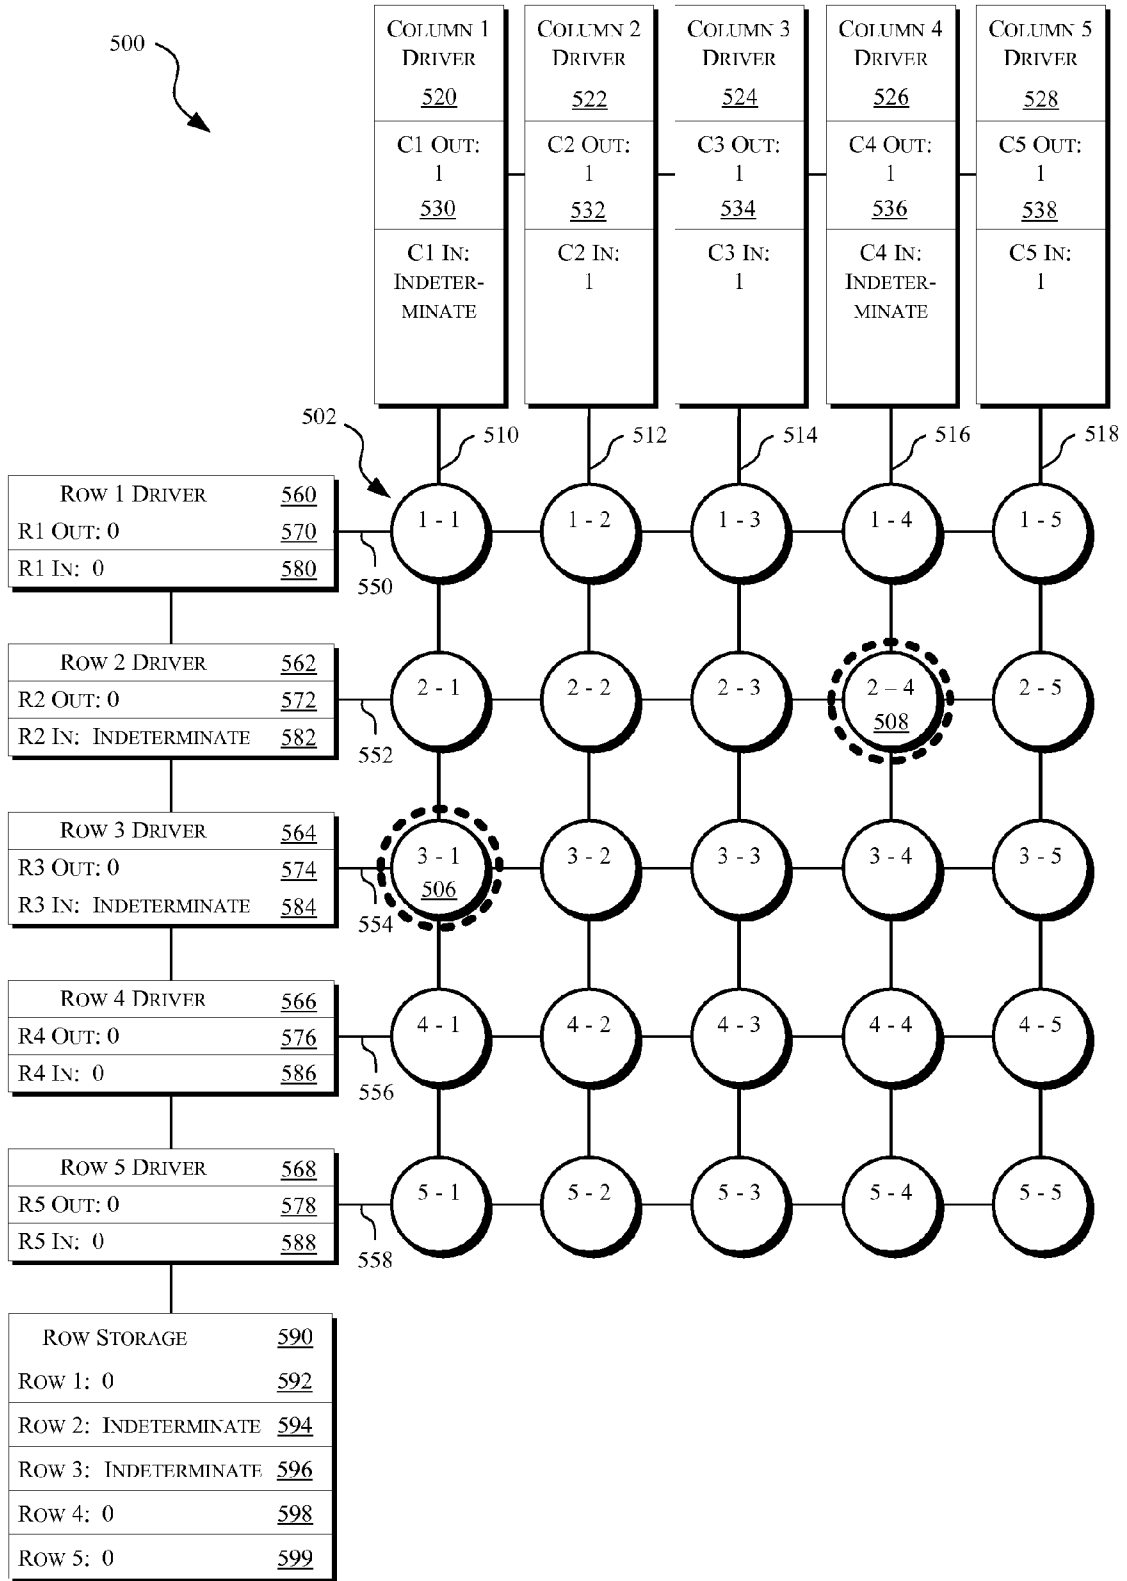 500
COLUMN 1
DRIVER
520
C1 OUT:
1
530
C1 IN:
INDETER-
MINATE
COLUMN 2
DRIVER
522
C2 OUT:
1
532
C2 IN:
1
COLUMN 3
DRIVER
524
C3 OUT:
1
534
C3 IN:
1
COLUMN 4
DRIVER
526
C4 OUT:
1
536
C4 IN:
INDETER-
MINATE
COLUMN 5
DRIVER
528
C5 OUT:
1
538
C5 IN:
1
502
510
512
514
516
518
ROW 1 DRIVER 560
R1 OUT: 0 570
R1 IN: 0 580
550
1 - 1
1 - 2
1 - 3
1 - 4
1 - 5
ROW 2 DRIVER 562
R2 OUT: 0 572
R2 IN: INDETERMINATE 582
552
2 - 1
2 - 2
2 - 3
2 – 4
508
2 - 5
ROW 3 DRIVER 564
R3 OUT: 0 574
R3 IN: INDETERMINATE 584
554
3 - 1
506
3 - 2
3 - 3
3 - 4
3 - 5
ROW 4 DRIVER 566
R4 OUT: 0 576
R4 IN: 0 586
556
4 - 1
4 - 2
4 - 3
4 - 4
4 - 5
ROW 5 DRIVER 568
R5 OUT: 0 578
R5 IN: 0 588
558
5 - 1
5 - 2
5 - 3
5 - 4
5 - 5
ROW STORAGE 590
ROW 1: 0 592
ROW 2: INDETERMINATE 594
ROW 3: INDETERMINATE 596
ROW 4: 0 598
ROW 5: 0 599